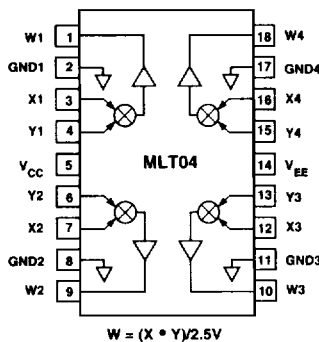 W1 1 18 W4
GND1 2 17 GND4
X1 3 16 X4
Y1 4 15 Y4
VCC 5 MLT04 14 VEE
Y2 6 13 Y3
X2 7 12 X3
GND2 8 11 GND3
W2 9 10 W3
W = (X • Y)/2.5V